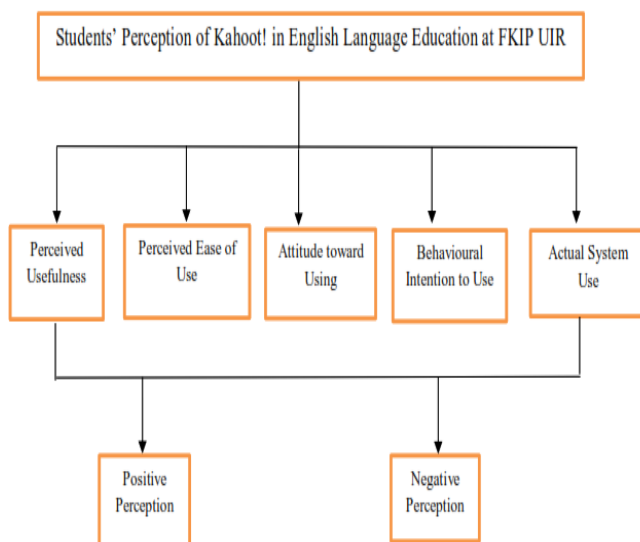 Students’ Perception of Kahoot! in English Language Education at FKIP UIR
Perceived
Usefulness
Perceived Ease of
Use
Attitude toward
Using
Behavioural
Intention to Use
Actual System
Use
Positive
Perception
Negative
Perception